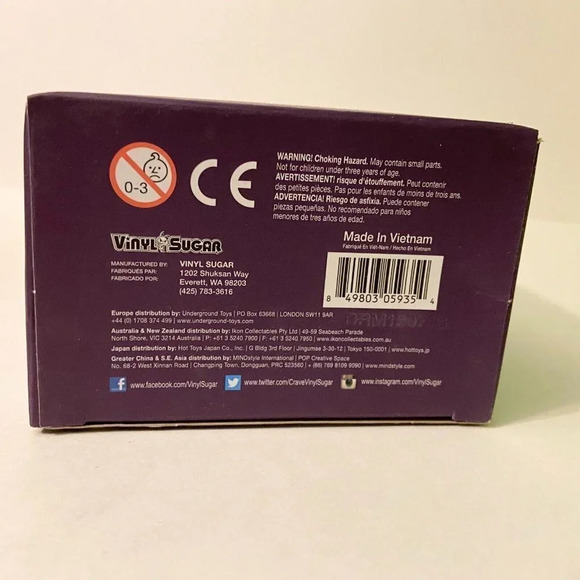 0-3
CE
WARNING! Choking Hazard. May contain small parts.
Not for children under three years of age.
AVERTISSEMENT! risque d'étouffement. Peut contenir
des petites pièces. Pas pour les enfants de moins de trois ans.
ADVERTENCIA! Riesgo de asfixia. Puede contener
piezas pequeñas. No recomendado para niños
menores de tres años de edad.
VINYL SUGAR
Made In Vietnam
Fabriqué En Viêt-Nam / Hecho En Vietnam
MANUFACTURED BY: VINYL SUGAR
FABRIQUÉS PAR: 1202 Shuksan Way
FABRICADO POR: Everett, WA 98203
(425) 783-3616
8 49803 05935 4
Europe distribution by: Underground Toys | PO Box 63668 | LONDON SW11 9AR
+44 (0) 1708 374 499 | www.underground-toys.com
Australia & New Zealand distribution by: Ikon Collectables Pty Ltd | 49-59 Seabeach Parade
North Shore, VIC 3214 Australia | P: +61 3 5240 7900 | F: +61 3 5240 7950 | www.ikoncollectables.com.au
Japan distribution by: Hot Toys Japan Co., Inc. | G Bldg 3rd Floor | Jingumae 3-30-12 | Tokyo 150-0001 | www.hottoys.jp
Greater China & S.E. Asia distribution by: MINDstyle International | POP Creative Space
No. 68-2 West Xinnan Road | Changping Town, Dongguan, PRC 523560 | + (86) 769 8109 9090 | www.mindstyle.com
www.facebook.com/VinylSugar www.twitter.com/CraveVinylSugar www.instagram.com/VinylSugar